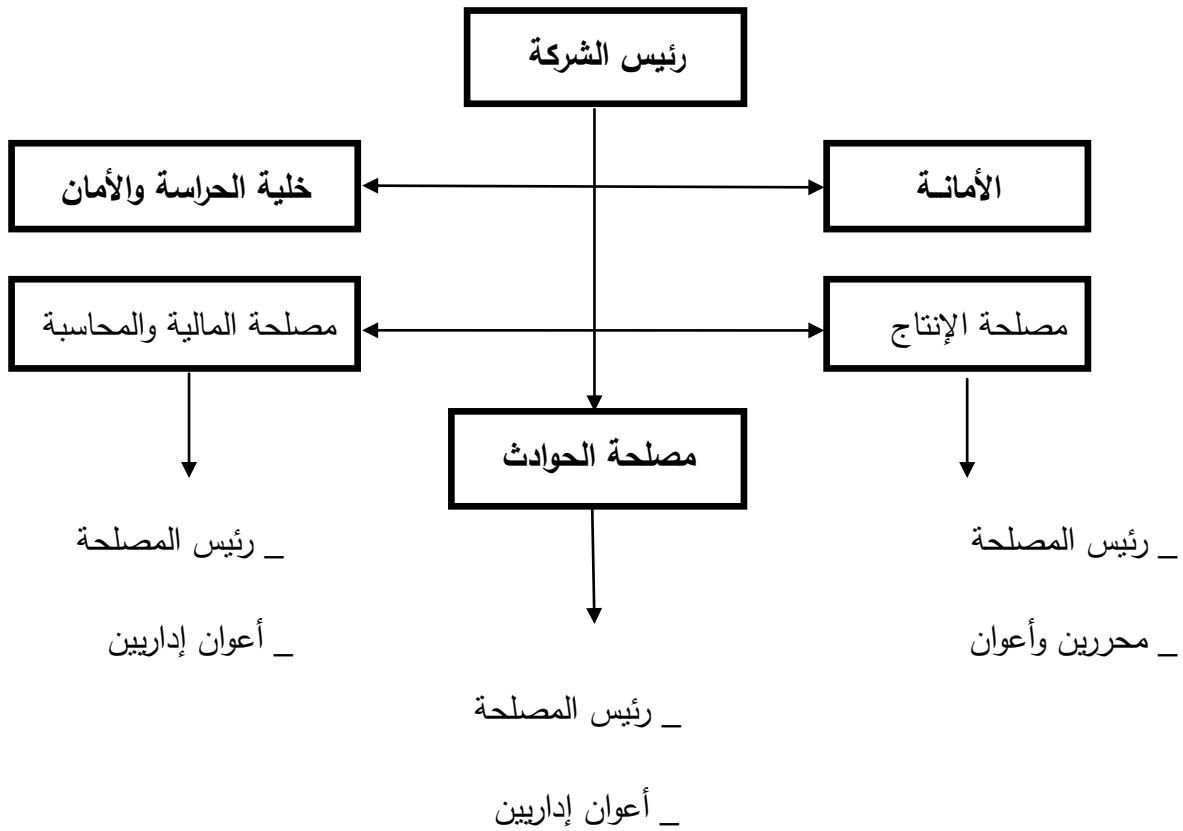 رئيس الشركة
الأمانــة
خلية الحراسة والأمان
مصلحة الإنتاج
مصلحة المالية والمحاسبة
مصلحة الحوادث
_ رئيس المصلحة
_ رئيس المصلحة
_ محررين وأعوان
_ أعوان إداريين
_ رئيس المصلحة
_ أعوان إداريين